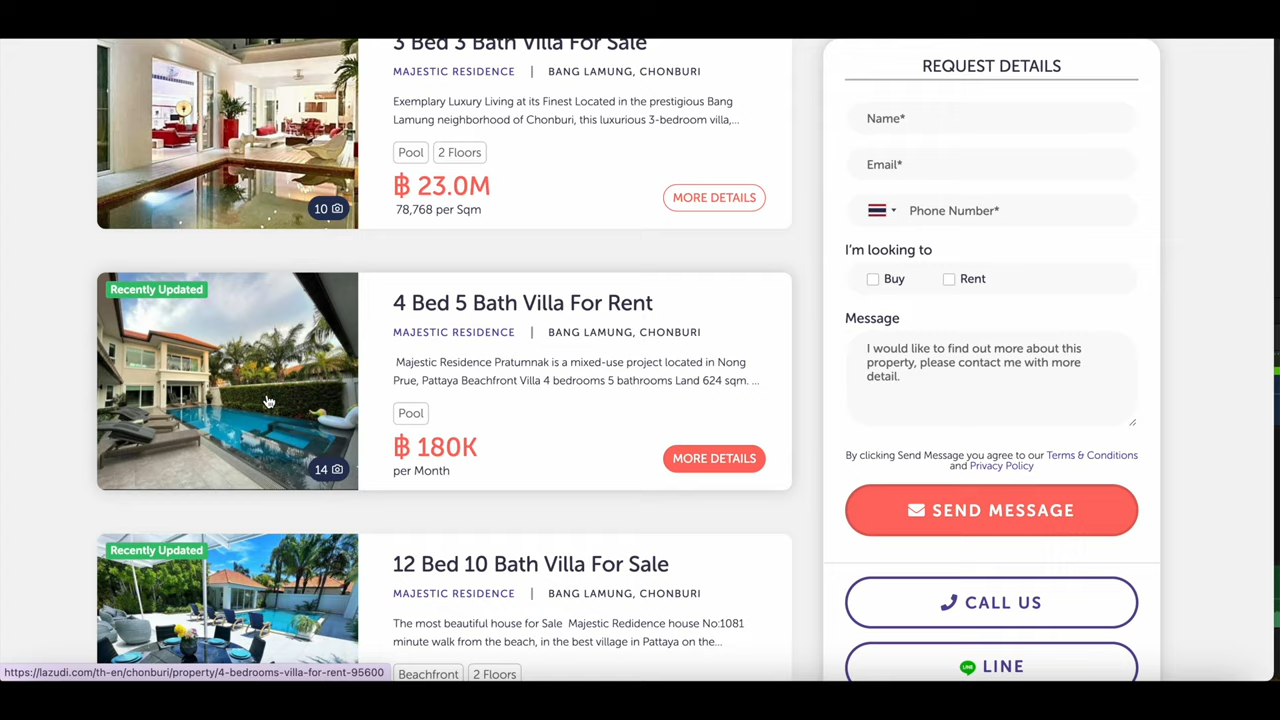 3 Bed 3 Bath Villa For Sale
MAJESTIC RESIDENCE | BANG LAMUNG, CHONBURI
Exemplary Luxury Living at its Finest Located in the prestigious Bang
Lamung neighborhood of Chonburi, this luxurious 3-bedroom villa,...
Pool 2 Floors
฿ 23.0M
78,768 per Sqm
MORE DETAILS
10
Recently Updated
4 Bed 5 Bath Villa For Rent
MAJESTIC RESIDENCE | BANG LAMUNG, CHONBURI
Majestic Residence Pratumnak is a mixed-use project located in Nong
Prue, Pattaya Beachfront Villa 4 bedrooms 5 bathrooms Land 624 sqm. ...
Pool
฿ 180K
per Month
MORE DETAILS
14
Recently Updated
12 Bed 10 Bath Villa For Sale
MAJESTIC RESIDENCE | BANG LAMUNG, CHONBURI
The most beautiful house for Sale Majestic Redidence house No:1081
minute walk from the beach, in the best village in Pattaya on the...
Beachfront 2 Floors
https://lazudi.com/th-en/chonburi/property/4-bedrooms-villa-for-rent-95600
REQUEST DETAILS
Name*
Email*
Phone Number*
I'm looking to
Buy Rent
Message
I would like to find out more about this
property, please contact me with more
detail.
By clicking Send Message you agree to our Terms & Conditions
and Privacy Policy
SEND MESSAGE
CALL US
LINE